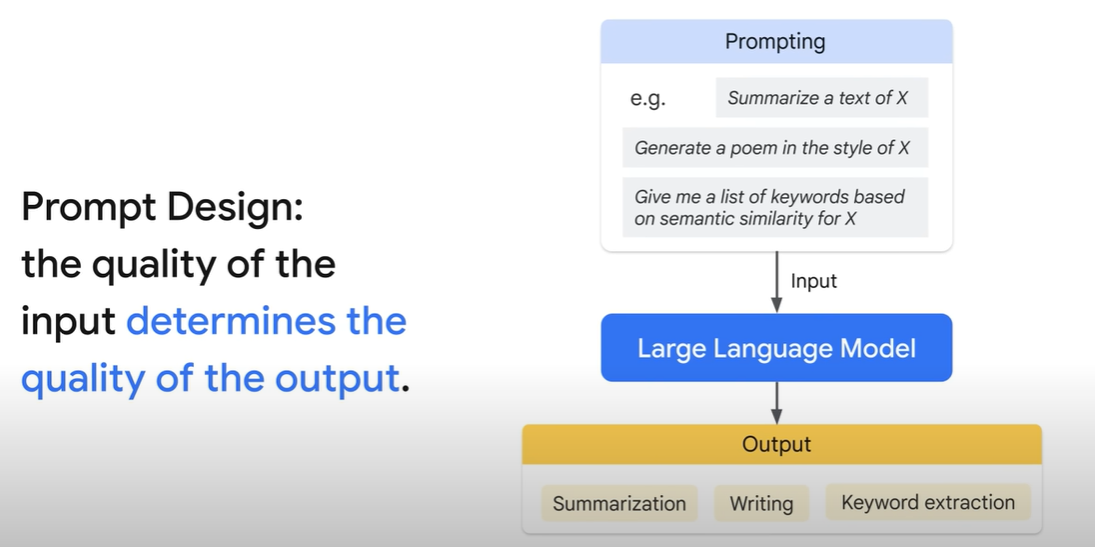 Prompt Design:
the quality of the
input determines the
quality of the output.
Prompting
e.g.
Summarize a text of X
Generate a poem in the style of X
Give me a list of keywords based
on semantic similarity for X
Input
Large Language Model
Output
Summarization
Writing
Keyword extraction